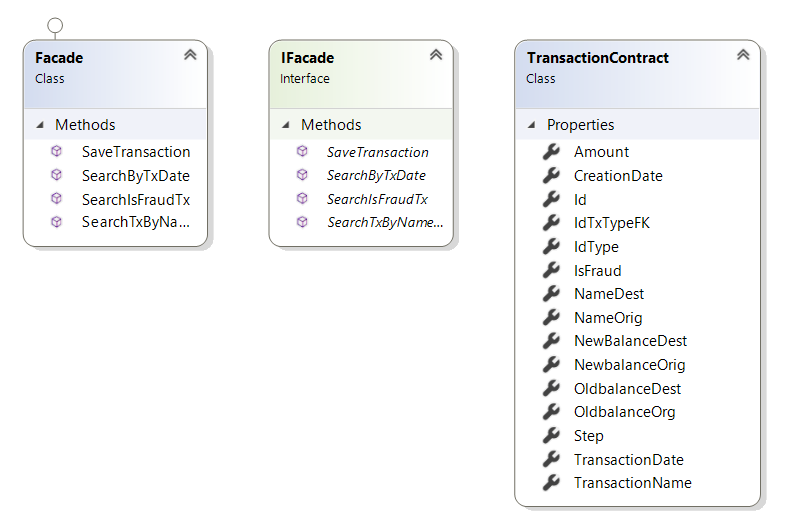 Facade
Class
Methods
SaveTransaction
SearchByTxDate
SearchIsFraudTx
SearchTxByNa...
IFacade
Interface
Methods
SaveTransaction
SearchByTxDate
SearchIsFraudTx
SearchTxByName...
TransactionContract
Class
Properties
Amount
CreationDate
Id
IdTxTypeFK
IdType
IsFraud
NameDest
NameOrig
NewBalanceDest
NewbalanceOrig
OldbalanceDest
OldbalanceOrg
Step
TransactionDate
TransactionName